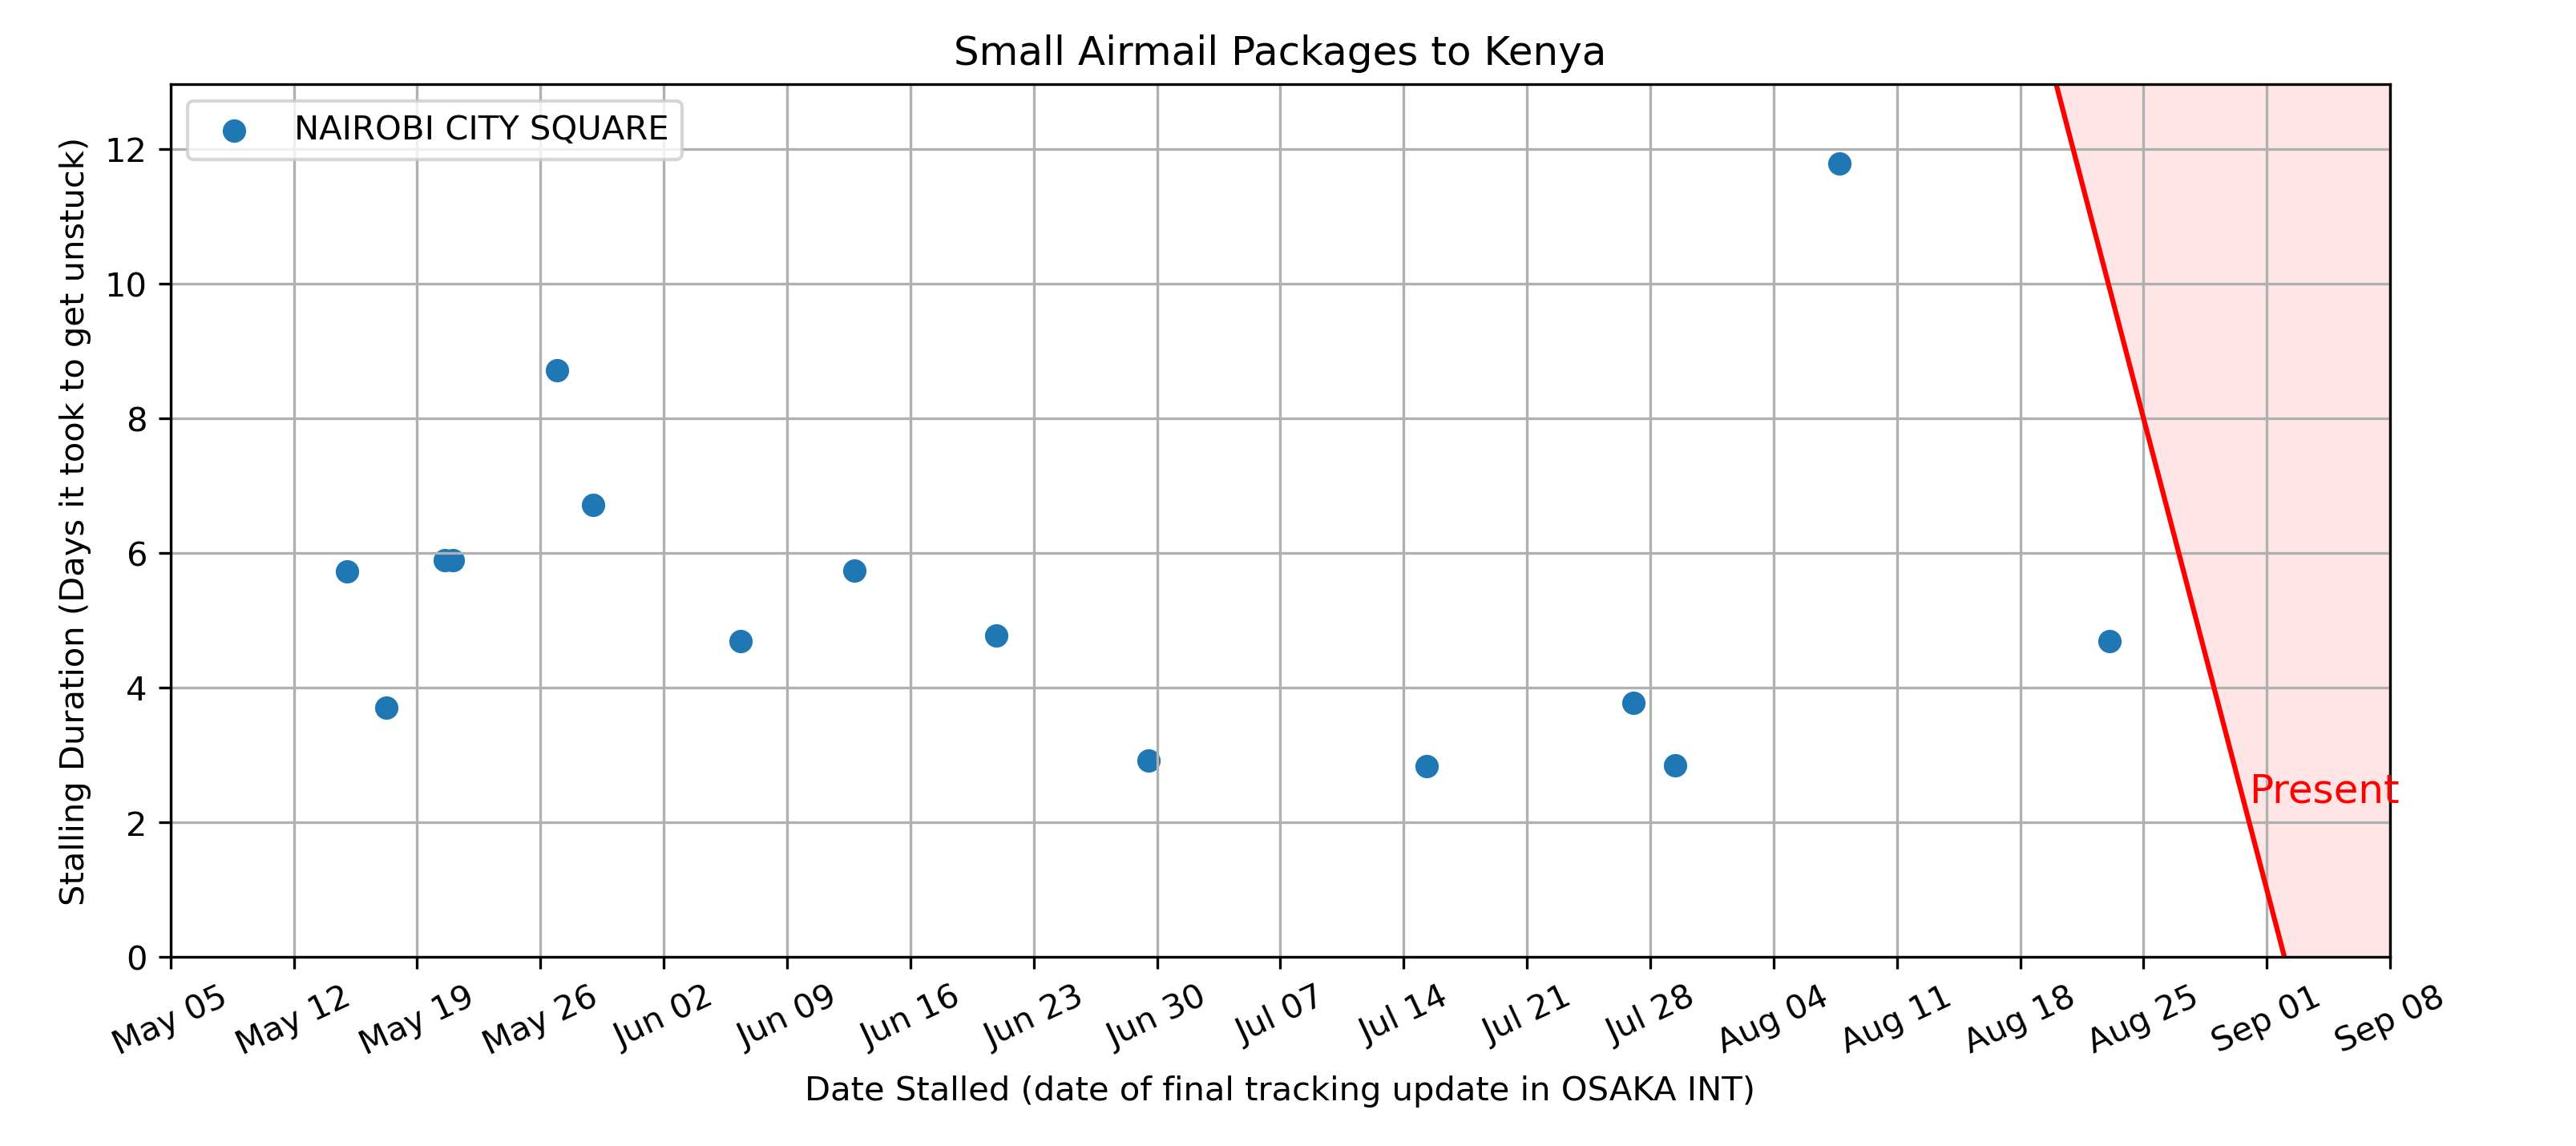 Small Airmail Packages to Kenya
NAIROBI CITY SQUARE
Stalling Duration (Days it took to get unstuck)
12
10
8
6
4
2
0
Present
May 05
May 12
May 19
May 26
Jun 02
Jun 09
Jun 16
Jun 23
Jun 30
Jul 07
Jul 14
Jul 21
Jul 28
Aug 04
Aug 11
Aug 18
Aug 25
Sep 01
Sep 08
Date Stalled (date of final tracking update in OSAKA INT)